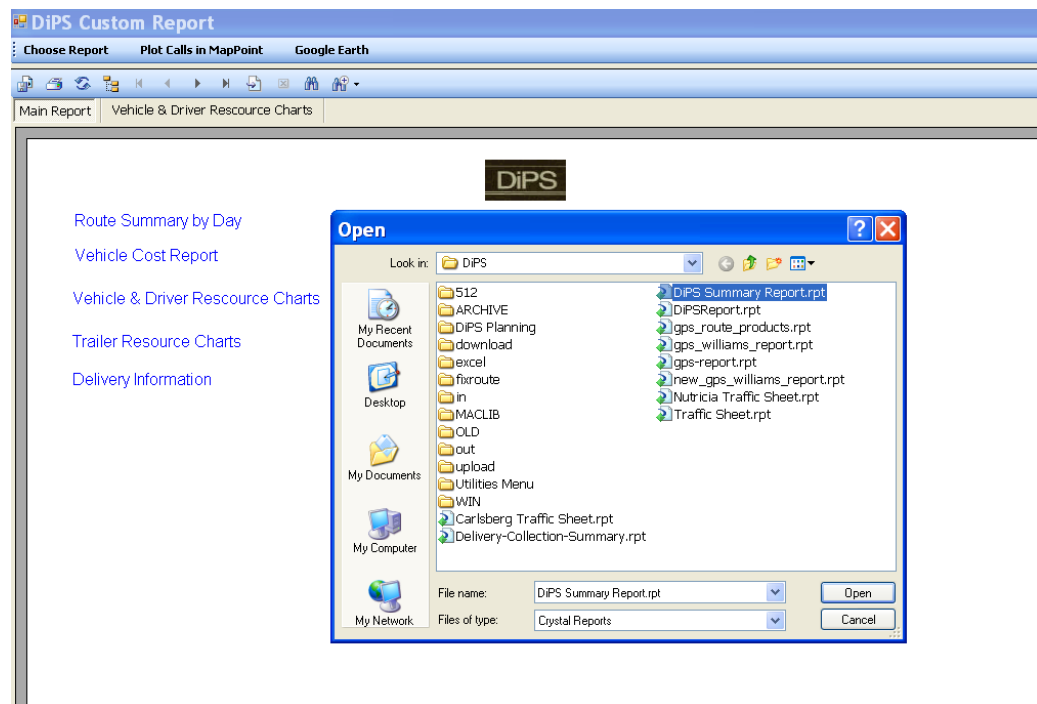 DiPS Custom Report
Choose Report Plot Calls in MapPoint Google Earth
Main Report Vehicle & Driver Rescource Charts
DiPS
Route Summary by Day
Vehicle Cost Report
Vehicle & Driver Rescource Charts
Trailer Resource Charts
Delivery Information
Open
Look in: DiPS
My Recent Documents
Desktop
My Documents
My Computer
My Network
512
ARCHIVE
DiPS Planning
download
excel
fixroute
in
MACLIB
OLD
out
upload
Utilities Menu
WIN
Carlsberg Traffic Sheet.rpt
Delivery-Collection-Summary.rpt
DiPS Summary Report.rpt
DiPSReport.rpt
gps_route_products.rpt
gps_williams_report.rpt
gps-report.rpt
new_gps_williams_report.rpt
Nutricia Traffic Sheet.rpt
Traffic Sheet.rpt
File name: DiPS Summary Report.rpt Open
Files of type: Crystal Reports Cancel